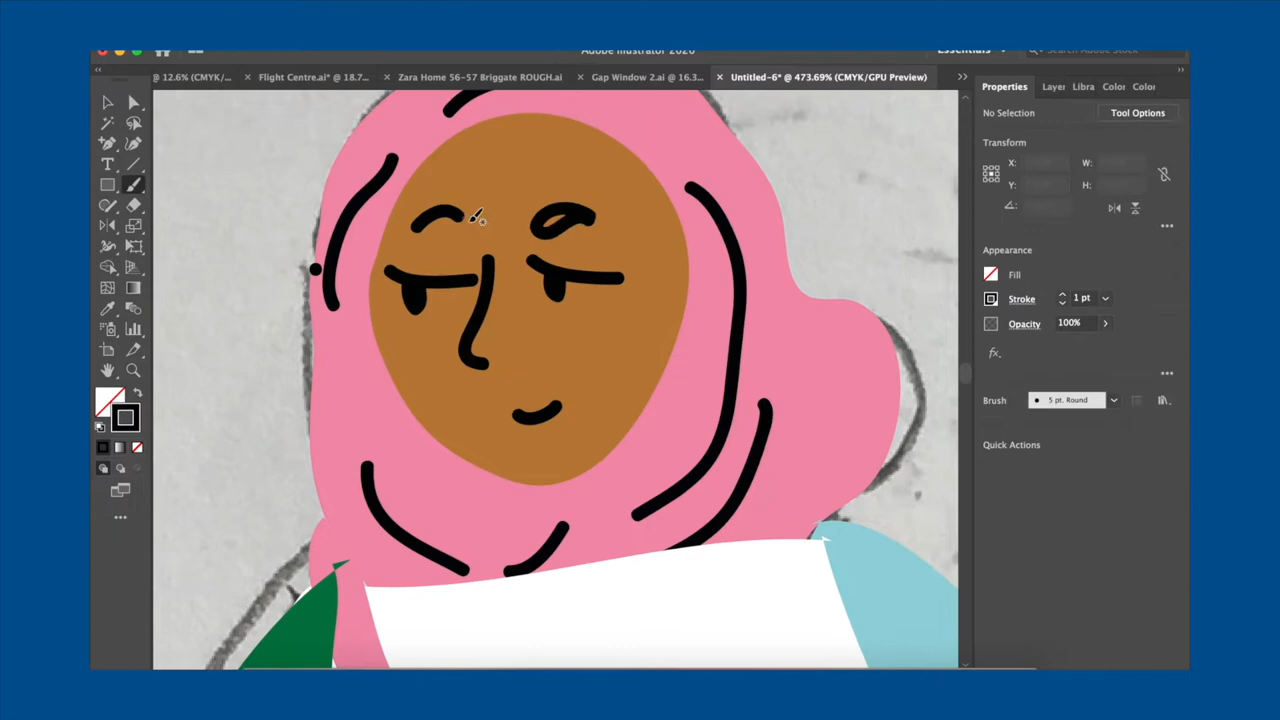 Adobe Illustrator 2020
Essentials
Search Adobe Stock
@ 12.6% (CMYK/...
Flight Centre.ai* @ 18.7...
Zara Home 56-57 Briggate ROUGH.ai
Gap Window 2.ai @ 16.3...
Untitled-6* @ 473.69% (CMYK/GPU Preview)
Properties
Layer
Libra
Color
Color
No Selection
Tool Options
Transform
X:
W:
Y:
H:
Appearance
Fill
Stroke
1 pt
Opacity
100%
fx.
Brush
5 pt. Round
Quick Actions